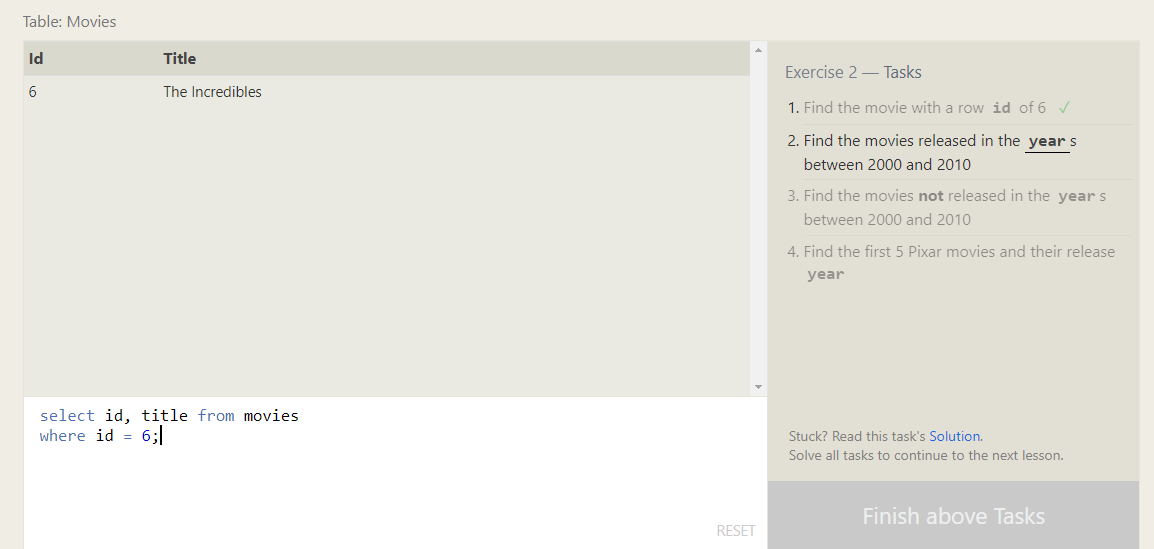 Table: Movies
Id Title
6 The Incredibles
select id, title from movies
where id = 6;
RESET
Exercise 2 — Tasks
1. Find the movie with a row id of 6 ✓
2. Find the movies released in the year s
between 2000 and 2010
3. Find the movies not released in the year s
between 2000 and 2010
4. Find the first 5 Pixar movies and their release
year
Stuck? Read this task's Solution.
Solve all tasks to continue to the next lesson.
Finish above Tasks